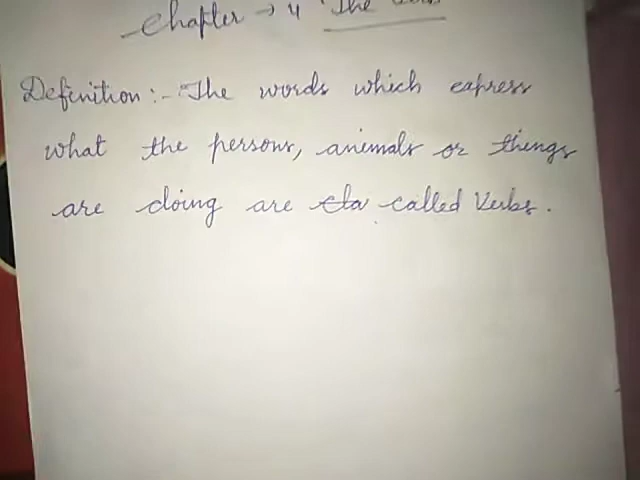 Chapter → 4 "The
Definition :- The words which express
what the persons, animals or things
are doing are called Verbs.